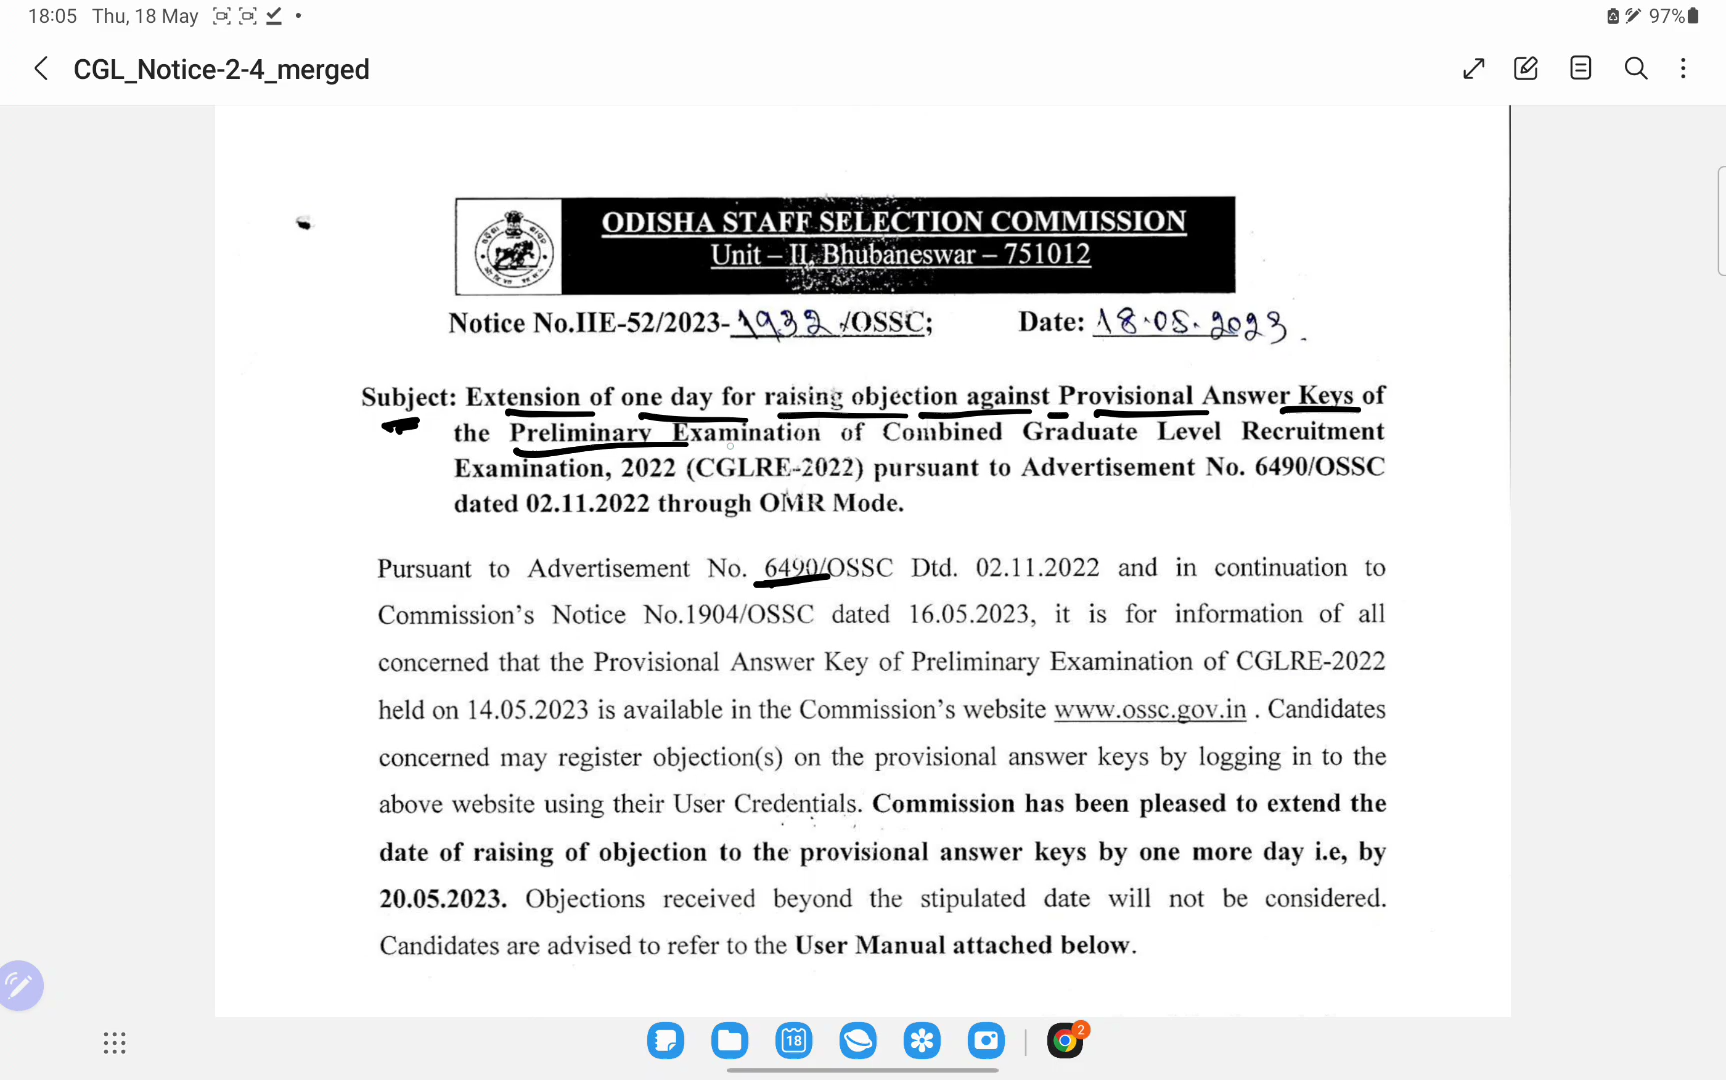 18:05 Thu, 18 May 97%
CGL_Notice-2-4_merged
ODISHA STAFF SELECTION COMMISSION
Unit – II, Bhubaneswar – 751012
Notice No.IIE-52/2023-1932/OSSC; Date: 18.05.2023.
Subject: Extension of one day for raising objection against Provisional Answer Keys of
the Preliminary Examination of Combined Graduate Level Recruitment
Examination, 2022 (CGLRE-2022) pursuant to Advertisement No. 6490/OSSC
dated 02.11.2022 through OMR Mode.
Pursuant to Advertisement No. 6490/OSSC Dtd. 02.11.2022 and in continuation to
Commission's Notice No.1904/OSSC dated 16.05.2023, it is for information of all
concerned that the Provisional Answer Key of Preliminary Examination of CGLRE-2022
held on 14.05.2023 is available in the Commission's website www.ossc.gov.in . Candidates
concerned may register objection(s) on the provisional answer keys by logging in to the
above website using their User Credentials. Commission has been pleased to extend the
date of raising of objection to the provisional answer keys by one more day i.e, by
20.05.2023. Objections received beyond the stipulated date will not be considered.
Candidates are advised to refer to the User Manual attached below.
18
2